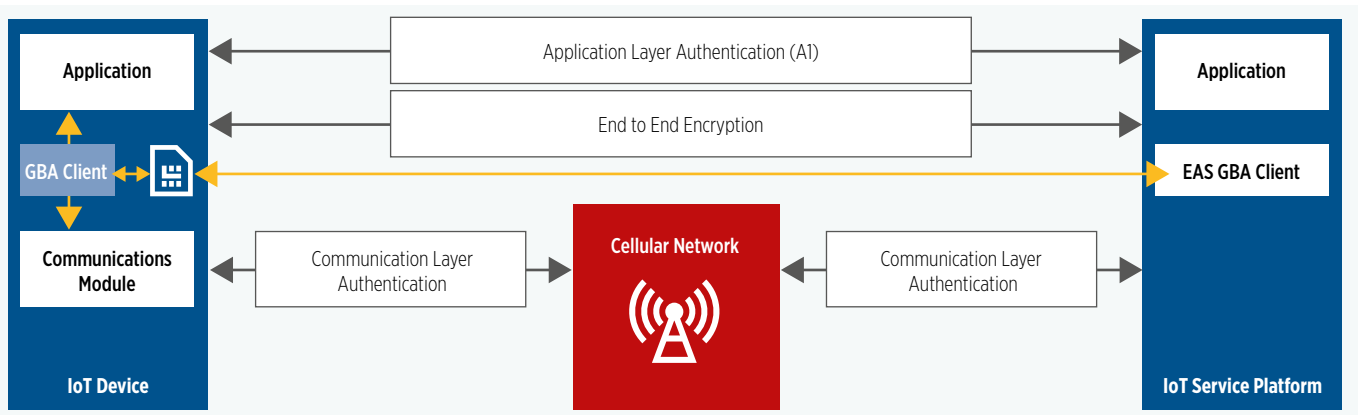 Application Layer Authentication (A1)
Application
Application
End to End Encryption
GBA Client
EAS GBA Client
Cellular Network
Communications
Module
Communication Layer
Authentication
Communication Layer
Authentication
IoT Device
IoT Service Platform